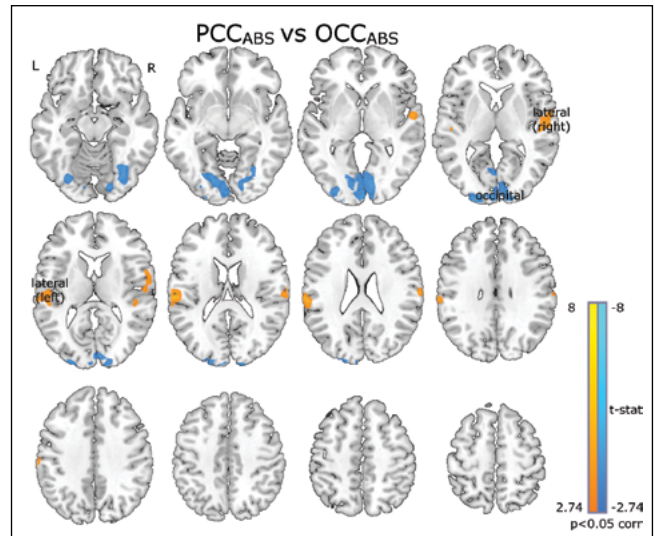 PCCABS vs OCCABS
L
R
lateral
(right)
occipital
lateral
(left)
8
-8
t-stat
2.74
-2.74
p<0.05 corr